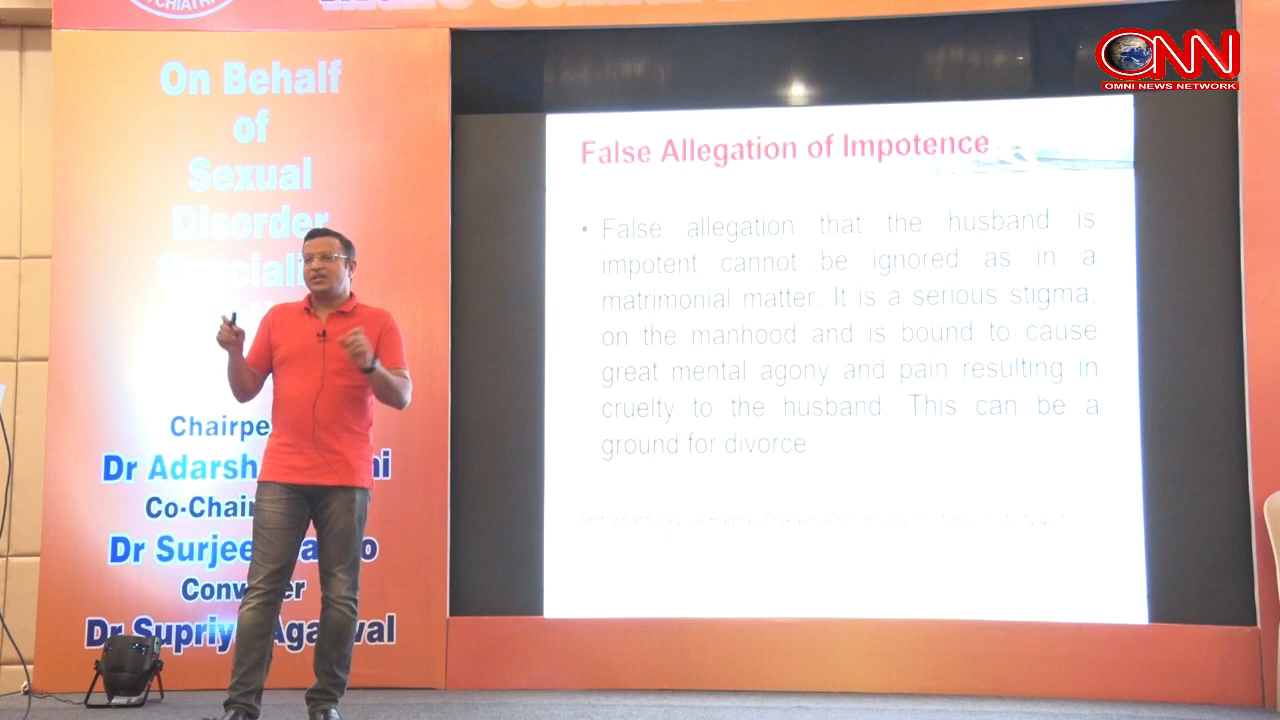 On Behalf
of
Sexual
Disorder
Chairpe
Dr Adarsh
Co-Chair
Dr Surjee
Dr Supriy Aga wal
ONN
OMNI NEWS NETWORK
False Allegation of Impotence
• False allegation that the husband is
impotent cannot be ignored as in a
matrimonial matter. It is a serious stigma.
on the manhood and is bound to cause
great mental agony and pain resulting in
cruelty to the husband. This can be a
ground for divorce